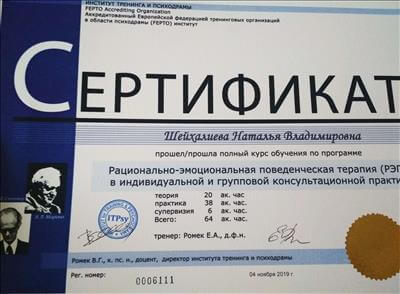 ИНСТИТУТ ТРЕНИНГА И ПСИХОДРАМЫ
FEPTO Accrediting Organization
Аккредитованный Европейской федерацией тренинговых организаций
в области психодрамы (FEPTO) институт
СЕРТИФИКАТ
Шейхалиева Наталья Владимировна
прошел/прошла полный курс обучения по программе
Рационально-эмоциональная поведенческая терапия (РЭП
в индивидуальной и групповой консультационной практи
теория 20 ак. час
практика 38 ак. час
супервизия 6 ак. час
Всего: 64 ак. час
ITPsy
тренер: Ромек Е.А., д.ф.н.
Ромек В.Г., к. пс. н., доцент, директор института тренинга и психодрамы
Рег. номер: 0006111
04 ноября 2019 г.